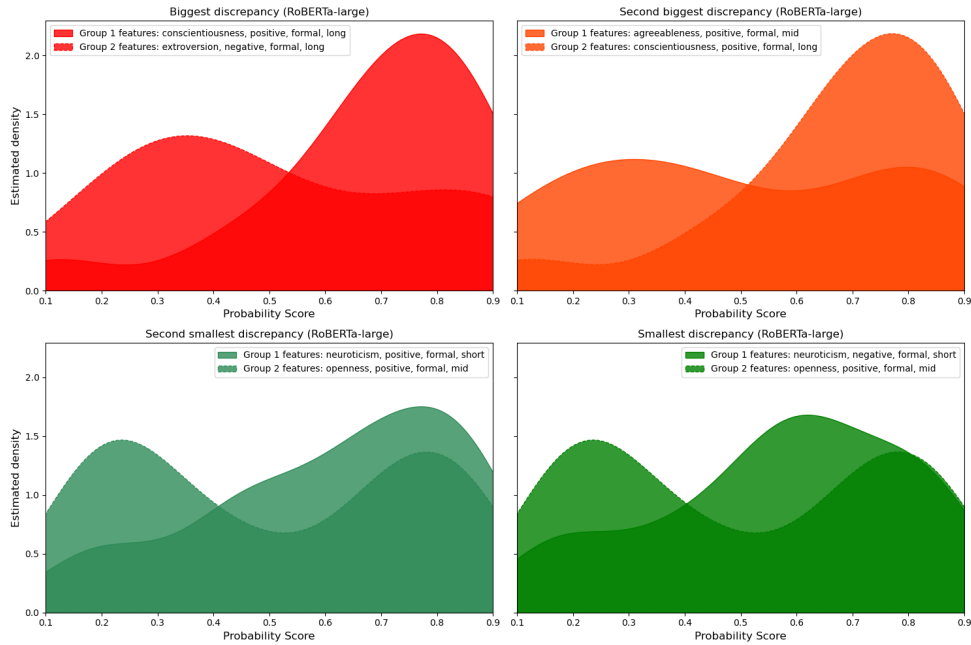 Biggest discrepancy (RoBERTa-large)
Group 1 features: conscientiousness, positive, formal, long
Group 2 features: extroversion, negative, formal, long
Estimated density
0.0
0.5
1.0
1.5
2.0
0.1 0.2 0.3 0.4 0.5 0.6 0.7 0.8 0.9
Probability Score
Second biggest discrepancy (RoBERTa-large)
Group 1 features: agreeableness, positive, formal, mid
Group 2 features: conscientiousness, positive, formal, long
0.1 0.2 0.3 0.4 0.5 0.6 0.7 0.8 0.9
Probability Score
Second smallest discrepancy (RoBERTa-large)
Group 1 features: neuroticism, positive, formal, short
Group 2 features: openness, positive, formal, mid
Estimated density
0.0
0.5
1.0
1.5
2.0
0.1 0.2 0.3 0.4 0.5 0.6 0.7 0.8 0.9
Probability Score
Smallest discrepancy (RoBERTa-large)
Group 1 features: neuroticism, negative, formal, short
Group 2 features: openness, positive, formal, mid
0.1 0.2 0.3 0.4 0.5 0.6 0.7 0.8 0.9
Probability Score